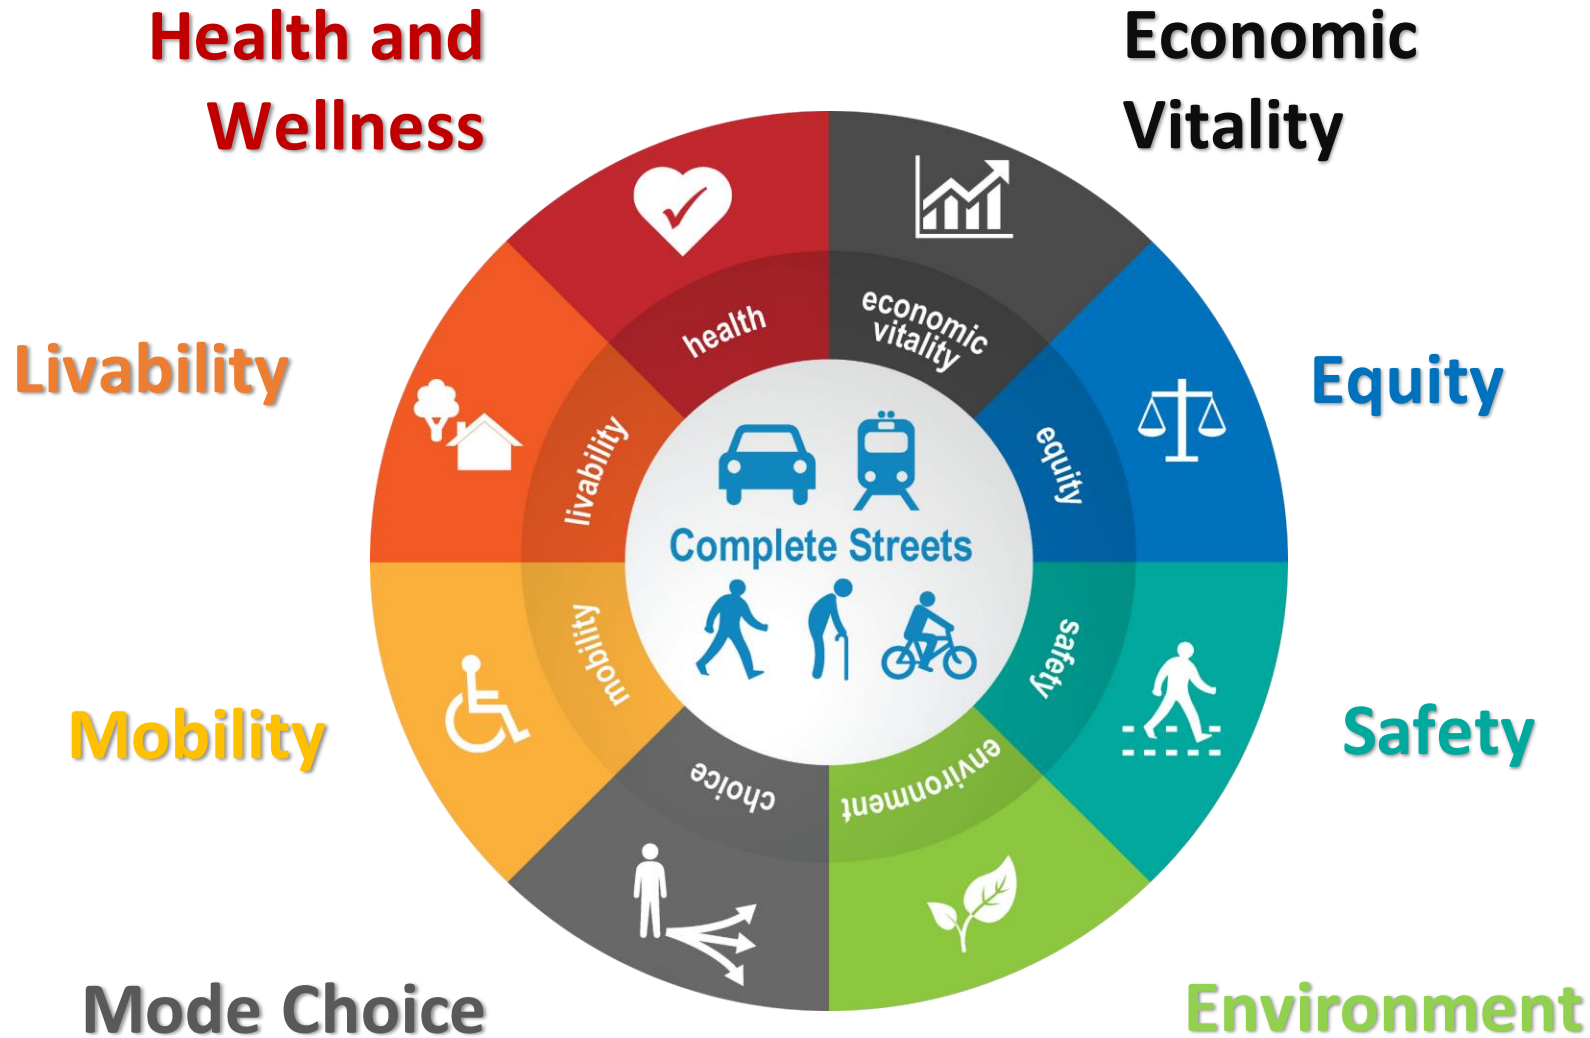 Health and
Wellness
Economic
Vitality
health
economic
vitality
Livability
Equity
livability
equity
Complete Streets
mobility
safety
Mobility
Safety
choice
environment
Mode Choice
Environment